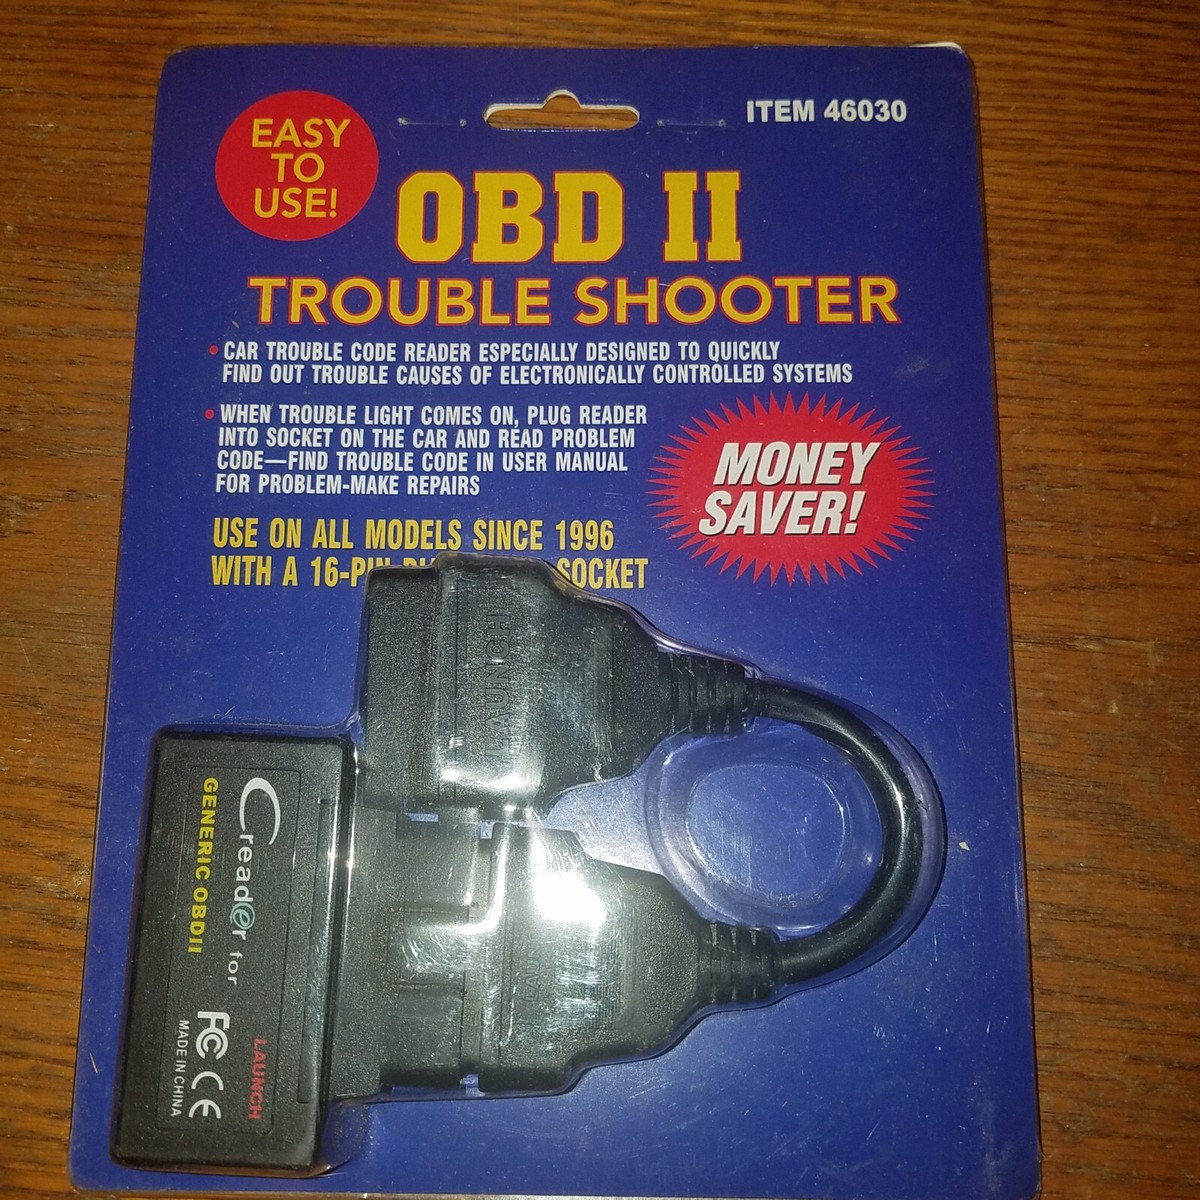 ITEM 46030
EASY
TO
USE!
OBD II
TROUBLE SHOOTER
• CAR TROUBLE CODE READER ESPECIALLY DESIGNED TO QUICKLY
FIND OUT TROUBLE CAUSES OF ELECTRONICALLY CONTROLLED SYSTEMS
• WHEN TROUBLE LIGHT COMES ON, PLUG READER
INTO SOCKET ON THE CAR AND READ PROBLEM
CODE—FIND TROUBLE CODE IN USER MANUAL
FOR PROBLEM-MAKE REPAIRS
MONEY
SAVER!
USE ON ALL MODELS SINCE 1996
WITH A 16-PIN SOCKET
LAUNCH
Creader for
GENERIC OBDII
LAUNCH
FC CE
MADE IN CHINA